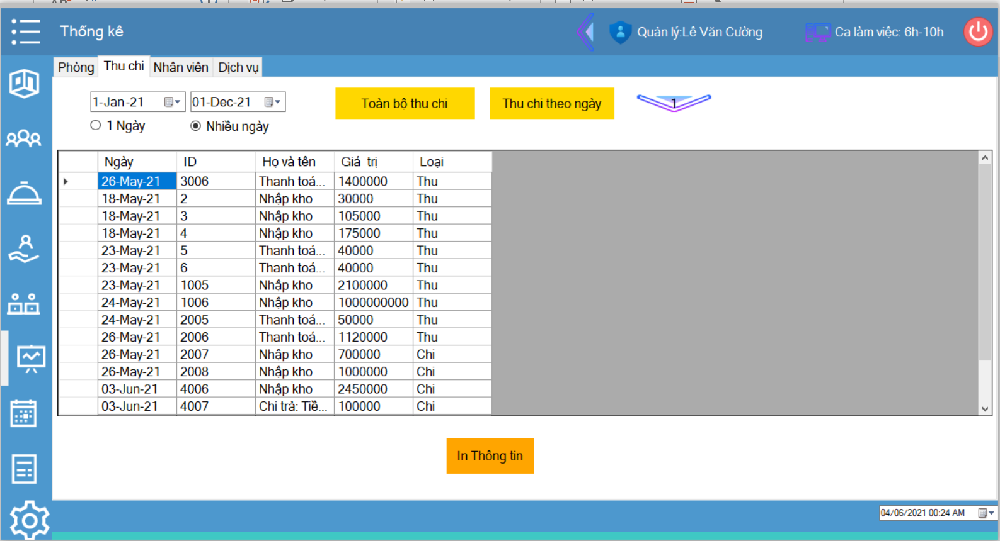 Thống kê
Quản lý:Lê Văn Cường
Ca làm việc: 6h-10h
Phòng Thu chi Nhân viên Dịch vụ
1-Jan-21
01-Dec-21
Toàn bộ thu chi
Thu chi theo ngày
1
1 Ngày
Nhiều ngày
Ngày ID Họ và tên Giá trị Loại
26-May-21 3006 Thanh toá... 1400000 Thu
18-May-21 2 Nhập kho 30000 Thu
18-May-21 3 Nhập kho 105000 Thu
18-May-21 4 Nhập kho 175000 Thu
23-May-21 5 Thanh toá... 40000 Thu
23-May-21 6 Thanh toá... 40000 Thu
23-May-21 1005 Nhập kho 2100000 Thu
24-May-21 1006 Nhập kho 1000000000 Thu
24-May-21 2005 Thanh toá... 50000 Thu
26-May-21 2006 Thanh toá... 1120000 Thu
26-May-21 2007 Nhập kho 700000 Chi
26-May-21 2008 Nhập kho 1000000 Chi
03-Jun-21 4006 Nhập kho 2450000 Chi
03-Jun-21 4007 Chi trả: Tiề... 100000 Chi
In Thông tin
04/06/2021 00:24 AM